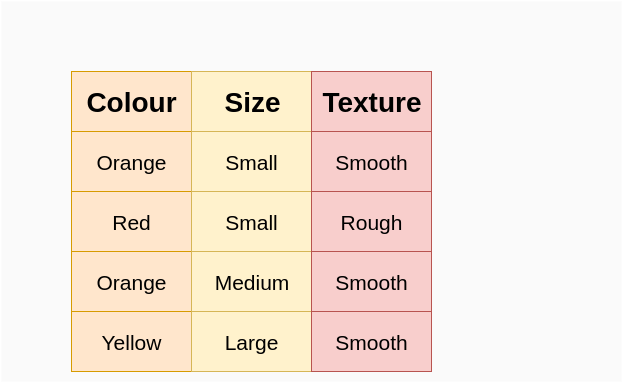 Colour Size Texture
Orange Small Smooth
Red Small Rough
Orange Medium Smooth
Yellow Large Smooth